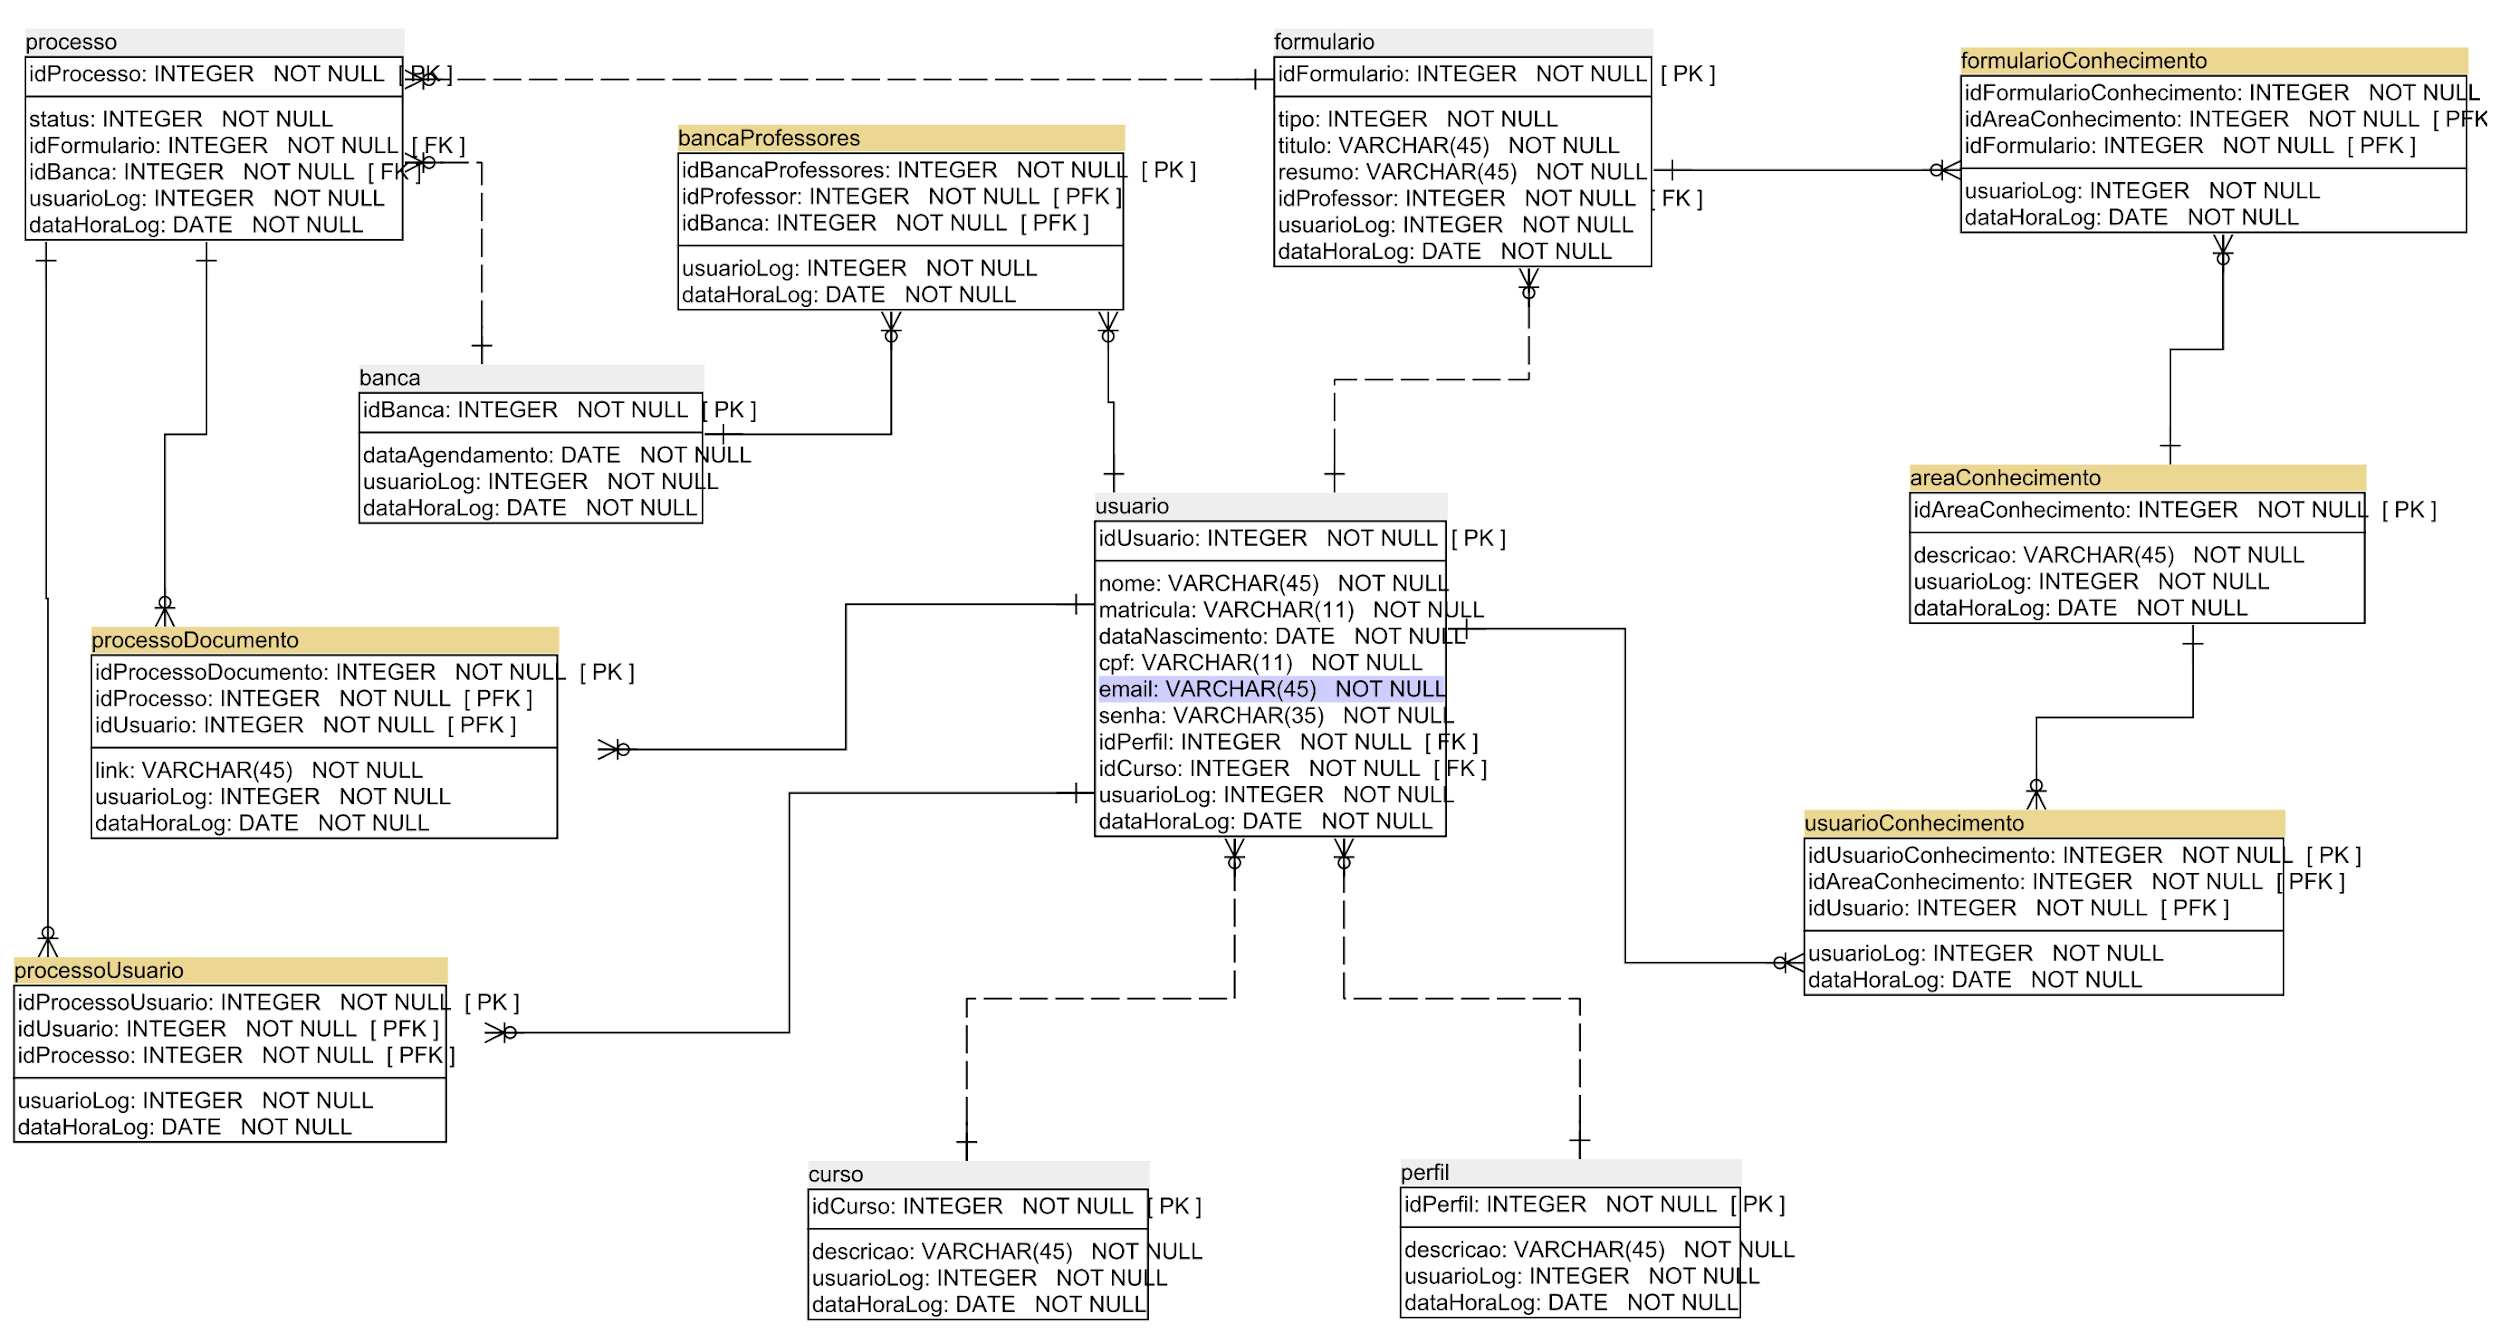 processo
idProcesso: INTEGER NOT NULL [ PK ]
status: INTEGER NOT NULL
idFormulario: INTEGER NOT NULL [ FK ]
idBanca: INTEGER NOT NULL [ FK ]
usuarioLog: INTEGER NOT NULL
dataHoraLog: DATE NOT NULL
formulario
idFormulario: INTEGER NOT NULL [ PK ]
tipo: INTEGER NOT NULL
titulo: VARCHAR(45) NOT NULL
resumo: VARCHAR(45) NOT NULL
idProfessor: INTEGER NOT NULL [ FK ]
usuarioLog: INTEGER NOT NULL
dataHoraLog: DATE NOT NULL
formularioConhecimento
idFormularioConhecimento: INTEGER NOT NULL
idAreaConhecimento: INTEGER NOT NULL [ PFK
idFormulario: INTEGER NOT NULL [ PFK ]
usuarioLog: INTEGER NOT NULL
dataHoraLog: DATE NOT NULL
bancaProfessores
idBancaProfessores: INTEGER NOT NULL [ PK ]
idProfessor: INTEGER NOT NULL [ PFK ]
idBanca: INTEGER NOT NULL [ PFK ]
usuarioLog: INTEGER NOT NULL
dataHoraLog: DATE NOT NULL
banca
idBanca: INTEGER NOT NULL [ PK ]
dataAgendamento: DATE NOT NULL
usuarioLog: INTEGER NOT NULL
dataHoraLog: DATE NOT NULL
usuario
idUsuario: INTEGER NOT NULL [ PK ]
nome: VARCHAR(45) NOT NULL
matricula: VARCHAR(11) NOT NULL
dataNascimento: DATE NOT NULL
cpf: VARCHAR(11) NOT NULL
email: VARCHAR(45) NOT NULL
senha: VARCHAR(35) NOT NULL
idPerfil: INTEGER NOT NULL [ FK ]
idCurso: INTEGER NOT NULL [ FK ]
usuarioLog: INTEGER NOT NULL
dataHoraLog: DATE NOT NULL
areaConhecimento
idAreaConhecimento: INTEGER NOT NULL [ PK ]
descricao: VARCHAR(45) NOT NULL
usuarioLog: INTEGER NOT NULL
dataHoraLog: DATE NOT NULL
processoDocumento
idProcessoDocumento: INTEGER NOT NULL [ PK ]
idProcesso: INTEGER NOT NULL [ PFK ]
idUsuario: INTEGER NOT NULL [ PFK ]
link: VARCHAR(45) NOT NULL
usuarioLog: INTEGER NOT NULL
dataHoraLog: DATE NOT NULL
usuarioConhecimento
idUsuarioConhecimento: INTEGER NOT NULL [ PK ]
idAreaConhecimento: INTEGER NOT NULL [ PFK ]
idUsuario: INTEGER NOT NULL [ PFK ]
usuarioLog: INTEGER NOT NULL
dataHoraLog: DATE NOT NULL
processoUsuario
idProcessoUsuario: INTEGER NOT NULL [ PK ]
idUsuario: INTEGER NOT NULL [ PFK ]
idProcesso: INTEGER NOT NULL [ PFK ]
usuarioLog: INTEGER NOT NULL
dataHoraLog: DATE NOT NULL
curso
idCurso: INTEGER NOT NULL [ PK ]
descricao: VARCHAR(45) NOT NULL
usuarioLog: INTEGER NOT NULL
dataHoraLog: DATE NOT NULL
perfil
idPerfil: INTEGER NOT NULL [ PK ]
descricao: VARCHAR(45) NOT NULL
usuarioLog: INTEGER NOT NULL
dataHoraLog: DATE NOT NULL